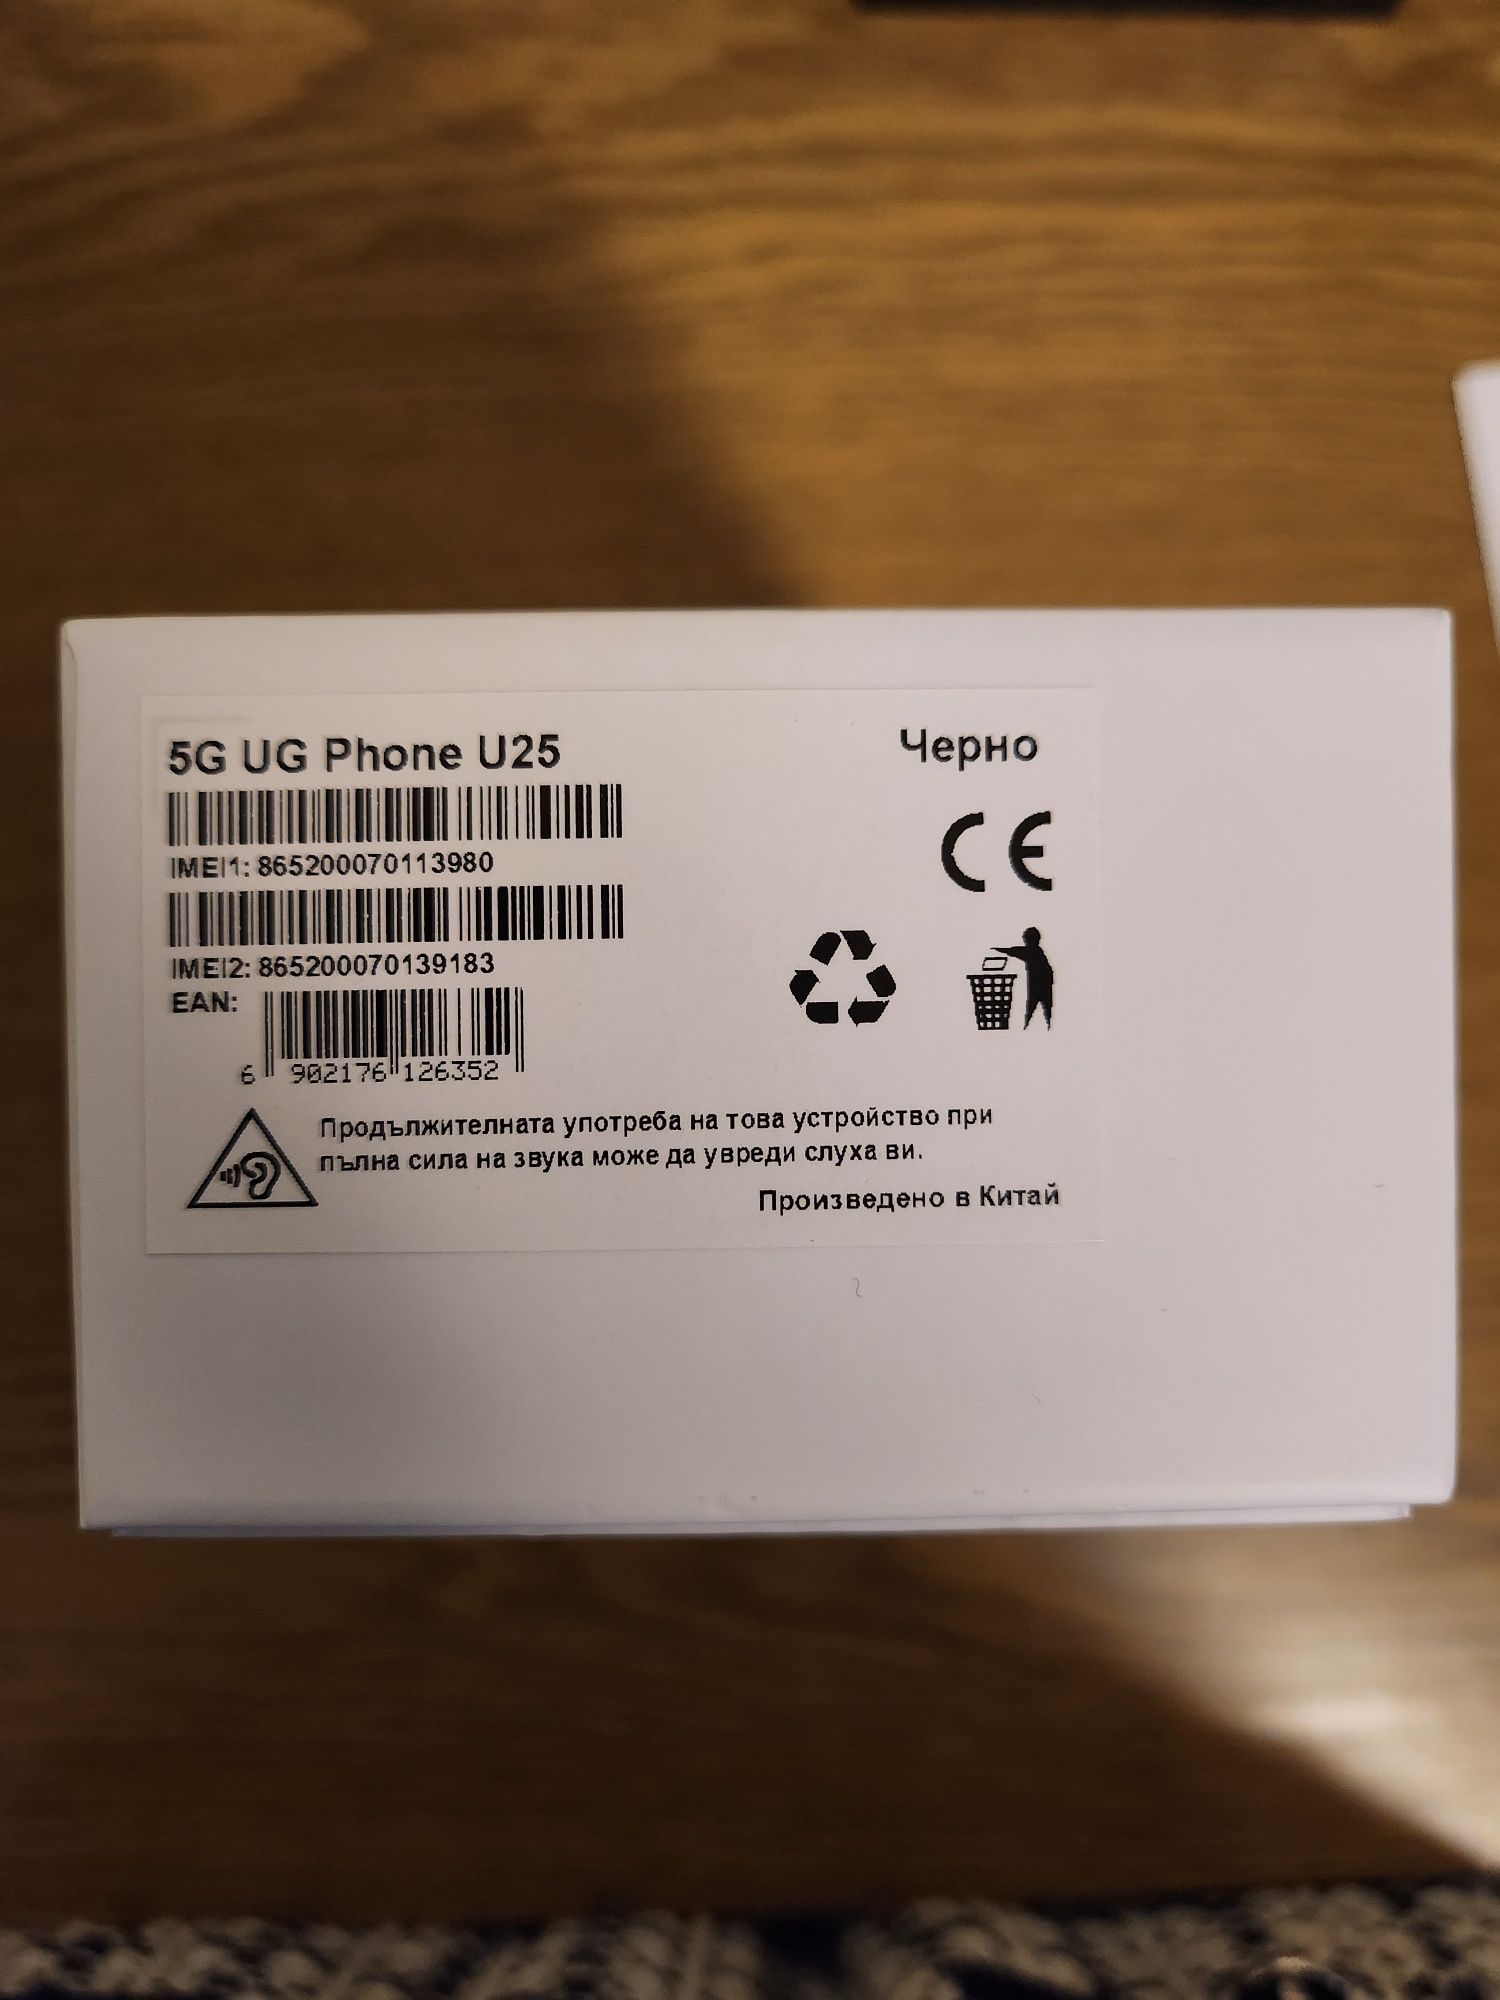 5G UG Phone U25
Черно
IMEI1: 865200070113980
CE
IMEI2: 865200070139183
EAN:
6 902176 126352
Продължителната употреба на това устройство при
пълна сила на звука може да увреди слуха ви.
Произведено в Китай